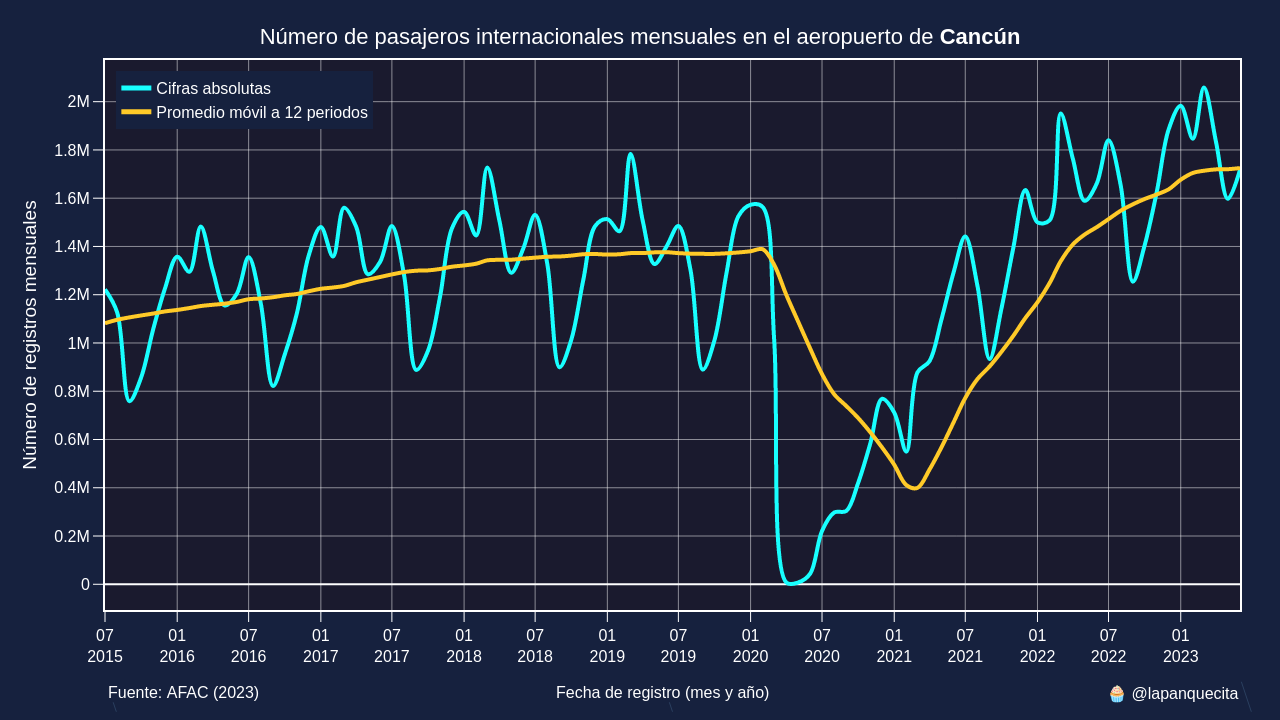 Número de pasajeros internacionales mensuales en el aeropuerto de Cancún
Cifras absolutas
Promedio móvil a 12 periodos
Número de registros mensuales
2M
1.8M
1.6M
1.4M
1.2M
1M
0.8M
0.6M
0.4M
0.2M
0
07 01 07 01 07 01 07 01 07 01 07 01 07 01 07 01
2015 2016 2016 2017 2017 2018 2018 2019 2019 2020 2020 2021 2021 2022 2022 2023
Fuente: AFAC (2023) Fecha de registro (mes y año) 🧁 @lapanquecita